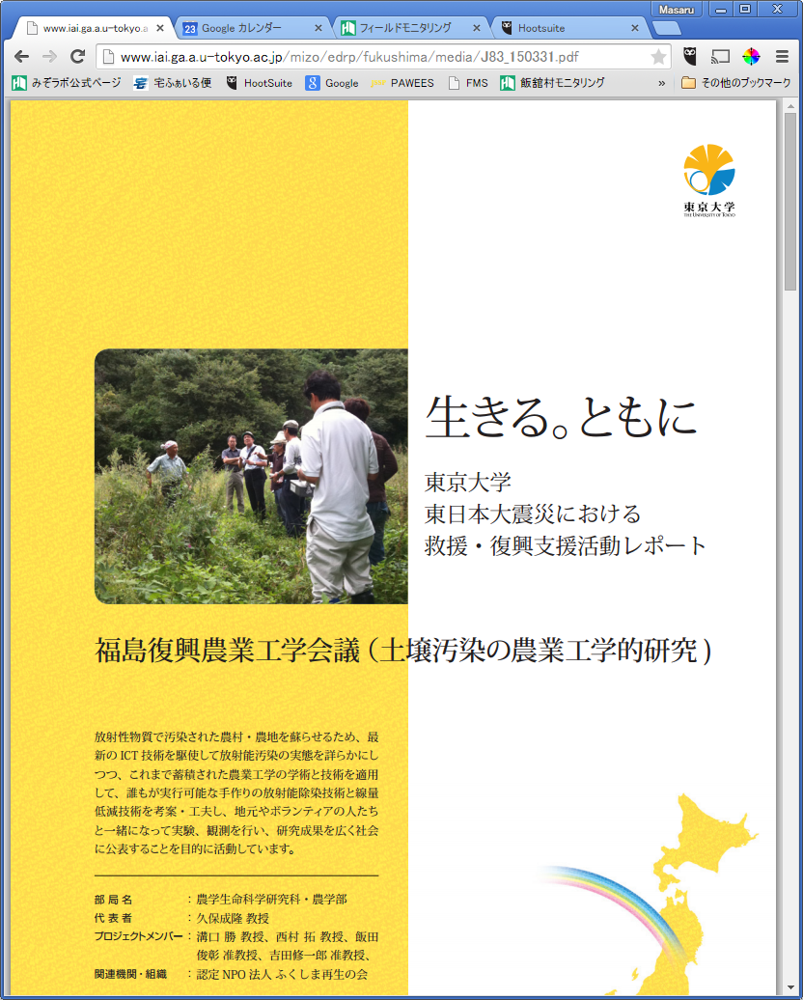 Masaru
www.iai.ga.a.u-tokyo.a
Google カレンダー
フィールドモニタリング
Hootsuite
www.iai.ga.a.u-tokyo.ac.jp/mizo/edrp/fukushima/media/J83_150331.pdf
みぞラボ公式ページ
宅ふぁいる便
HootSuite
Google
PAWEES
FMS
飯舘村モニタリング
»
その他のブックマーク
東京大学
THE UNIVERSITY OF TOKYO
生きる。ともに
東京大学
東日本大震災における
救援・復興支援活動レポート
福島復興農業工学会議（土壌汚染の農業工学的研究)
放射性物質で汚染された農村・農地を蘇らせるため、最
新の ICT 技術を駆使して放射能汚染の実態を詳らかにし
つつ、これまで蓄積された農業工学の学術と技術を適用
して、誰もが実行可能な手作りの放射能除染技術と線量
低減技術を考案・工夫し、地元やボランティアの人たち
と一緒になって実験、観測を行い、研究成果を広く社会
に公表することを目的に活動しています。
部 局 名 ：農学生命科学研究科・農学部
代 表 者 ：久保成隆 教授
プロジェクトメンバー：溝口 勝 教授、西村 拓 教授、飯田
俊彰 准教授、吉田修一郎 准教授、
関連機関・組織 ：認定 NPO 法人 ふくしま再生の会